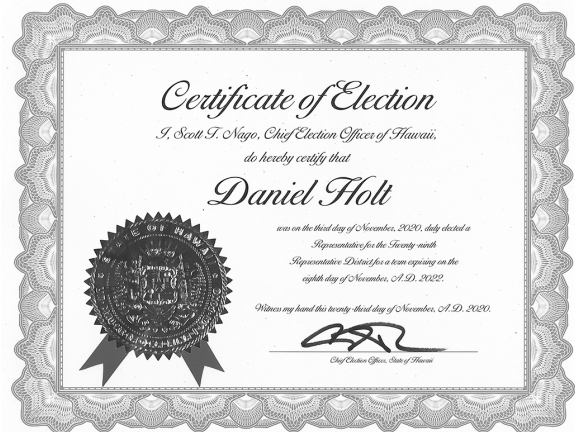 Certificate of Election
I, Scott T. Nago, Chief Election Officer of Hawaii,
do hereby certify that
Daniel Holt
was on the third day of November, 2020, duly elected a
Representative for the Twenty-ninth
Representative District for a term expiring on the
eighth day of November, A.D. 2022.
Witness my hand this twenty-third day of November, A.D. 2020.
Chief Election Officer, State of Hawaii
STATE OF HAWAII